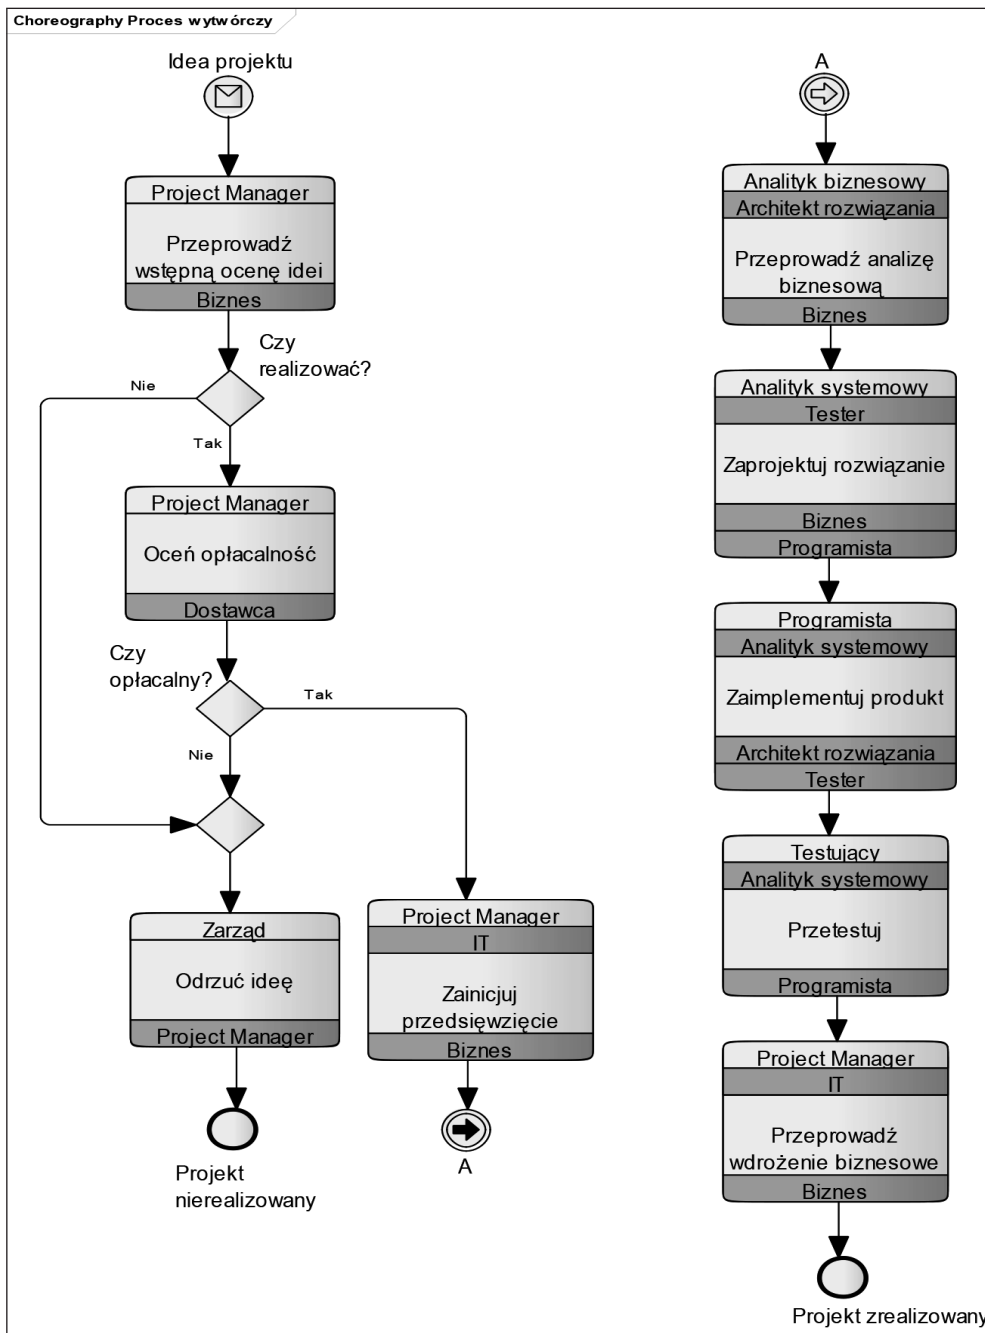 Choreography Proces wytwórczy
Idea projektu
Project Manager
Przeprowadź
wstępną ocenę idei
Biznes
Czy
realizować?
Nie
Tak
Project Manager
Oceń opłacalność
Dostawca
Czy
opłacalny?
Tak
Nie
Zarząd
Odrzuć ideę
Project Manager
Projekt
nierealizowany
Project Manager
IT
Zainicjuj
przedsięwzięcie
Biznes
A
A
Analityk biznesowy
Architekt rozwiązania
Przeprowadź analizę
biznesową
Biznes
Analityk systemowy
Tester
Zaprojektuj rozwiązanie
Biznes
Programista
Programista
Analityk systemowy
Zaimplementuj produkt
Architekt rozwiązania
Tester
Testujący
Analityk systemowy
Przetestuj
Programista
Project Manager
IT
Przeprowadź
wdrożenie biznesowe
Biznes
Projekt zrealizowany